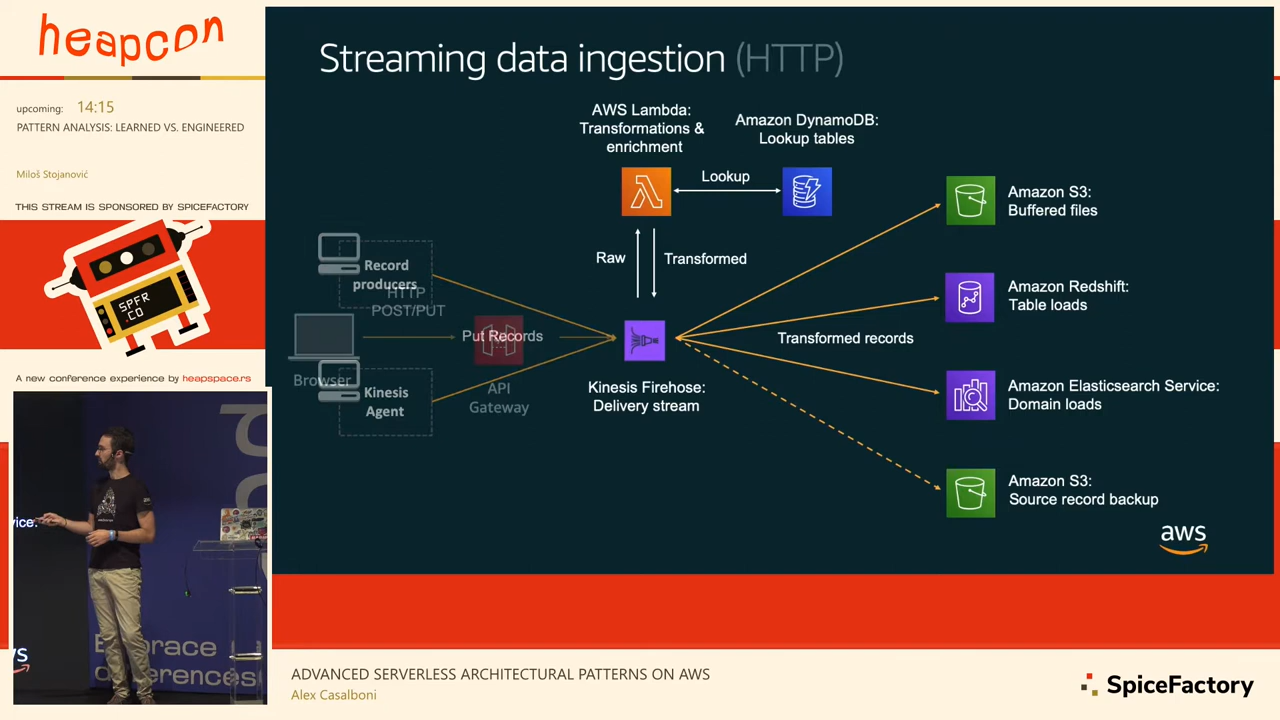 heapcon
upcoming: 14:15
PATTERN ANALYSIS: LEARNED VS. ENGINEERED
Miloš Stojanović
THIS STREAM IS SPONSORED BY SPICEFACTORY
SPFR
.CO
A new conference experience by heapspace.rs
Streaming data ingestion (HTTP)
AWS Lambda:
Transformations &
enrichment
Amazon DynamoDB:
Lookup tables
Lookup
Raw
Transformed
Record
producers
HTTP
POST/PUT
Put Records
Browser
Kinesis
Agent
API
Gateway
Kinesis Firehose:
Delivery stream
Transformed records
Amazon S3:
Buffered files
Amazon Redshift:
Table loads
Amazon Elasticsearch Service:
Domain loads
Amazon S3:
Source record backup
aws
vice:
ws
ADVANCED SERVERLESS ARCHITECTURAL PATTERNS ON AWS
Alex Casalboni
SpiceFactory